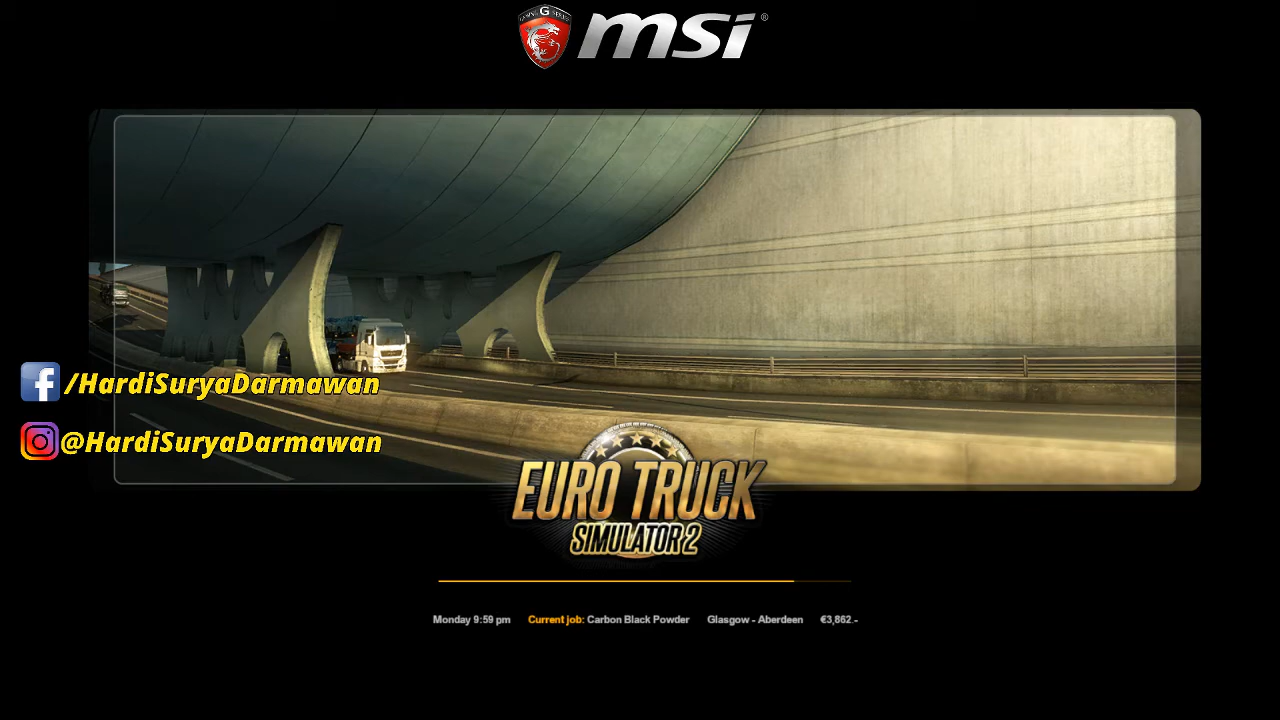 msi®
/HardiSuryaDarmawan
@HardiSuryaDarmawan
EURO TRUCK
SIMULATOR 2
Monday 9:59 pm Current job: Carbon Black Powder Glasgow - Aberdeen €3,862.-